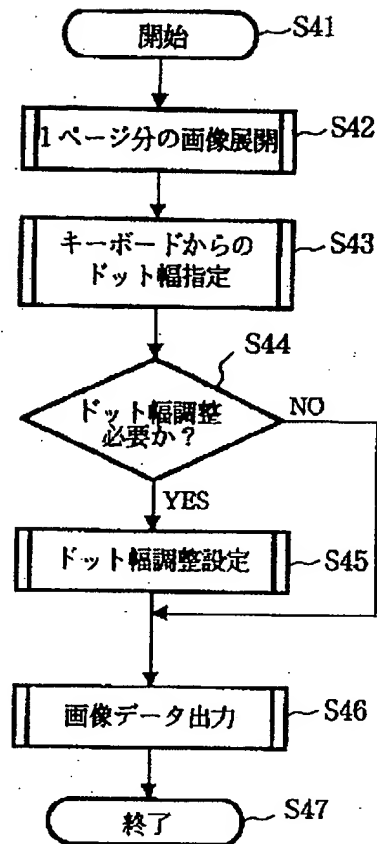 開始
S41
1ページ分の画像展開
S42
キーボードからの
ドット幅指定
S43
S44
ドット幅調整
必要か？
NO
YES
ドット幅調整設定
S45
画像データ出力
S46
終了
S47